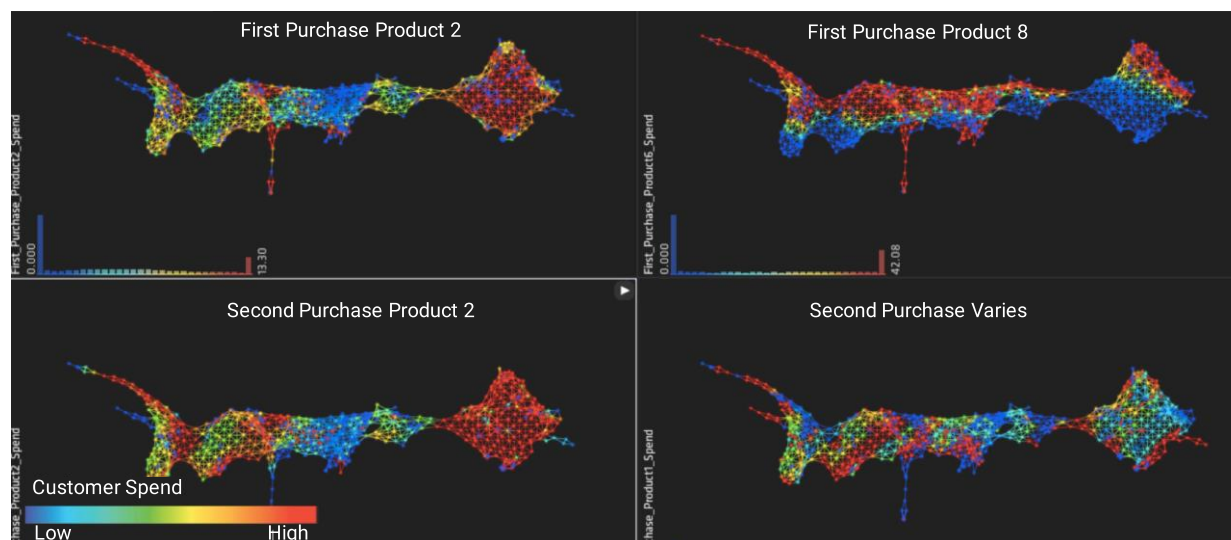 First Purchase Product 2
First_Purchase_Product2_Spend
0.000
13.30
First Purchase Product 8
First_Purchase_Product6_Spend
0.000
42.08
Second Purchase Product 2
hase_Product2_Spend
Customer Spend
Low
High
Second Purchase Varies
hase_Product1_Spend